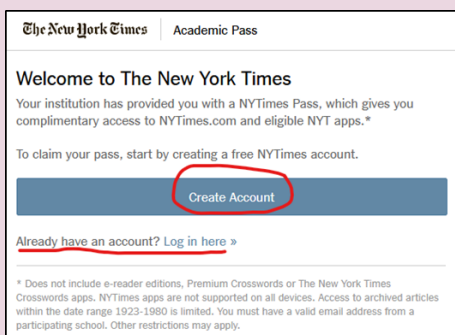 The New York Times Academic Pass
Welcome to The New York Times
Your institution has provided you with a NYTimes Pass, which gives you
complimentary access to NYTimes.com and eligible NYT apps.*
To claim your pass, start by creating a free NYTimes account.
Create Account
Already have an account? Log in here »
* Does not include e-reader editions, Premium Crosswords or The New York Times
Crosswords apps. NYTimes apps are not supported on all devices. Access to archived articles
within the date range 1923-1980 is limited. You must have a valid email address from a
participating school. Other restrictions may apply.